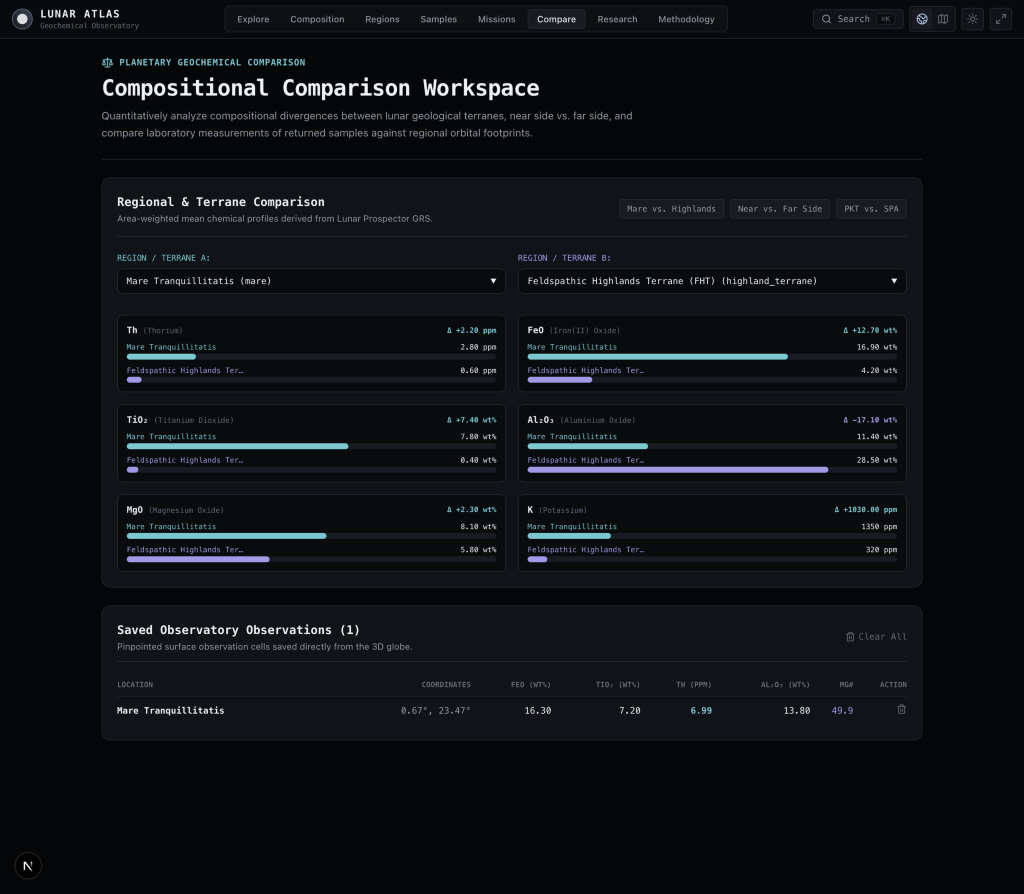 LUNAR ATLAS
Geochemical Observatory
Explore Composition Regions Samples Missions Compare Research Methodology
Search ⌘K
PLANETARY GEOCHEMICAL COMPARISON
Compositional Comparison Workspace
Quantitatively analyze compositional divergences between lunar geological terranes, near side vs. far side, and
compare laboratory measurements of returned samples against regional orbital footprints.
Regional & Terrane Comparison
Area-weighted mean chemical profiles derived from Lunar Prospector GRS.
Mare vs. Highlands Near vs. Far Side PKT vs. SPA
REGION / TERRANE A:
Mare Tranquillitatis (mare) ▼
REGION / TERRANE B:
Feldspathic Highlands Terrane (FHT) (highland_terrane) ▼
Th (Thorium) Δ +2.20 ppm
Mare Tranquillitatis 2.80 ppm
Feldspathic Highlands Ter… 0.60 ppm
FeO (Iron(II) Oxide) Δ +12.70 wt%
Mare Tranquillitatis 16.90 wt%
Feldspathic Highlands Ter… 4.20 wt%
TiO₂ (Titanium Dioxide) Δ +7.40 wt%
Mare Tranquillitatis 7.80 wt%
Feldspathic Highlands Ter… 0.40 wt%
Al₂O₃ (Aluminium Oxide) Δ −17.10 wt%
Mare Tranquillitatis 11.40 wt%
Feldspathic Highlands Ter… 28.50 wt%
MgO (Magnesium Oxide) Δ +2.30 wt%
Mare Tranquillitatis 8.10 wt%
Feldspathic Highlands Ter… 5.80 wt%
K (Potassium) Δ +1030.00 ppm
Mare Tranquillitatis 1350 ppm
Feldspathic Highlands Ter… 320 ppm
Saved Observatory Observations (1)
Pinpointed surface observation cells saved directly from the 3D globe.
Clear All
LOCATION COORDINATES FEO (WT%) TIO₂ (WT%) TH (PPM) AL₂O₃ (WT%) MG# ACTION
Mare Tranquillitatis 0.67°, 23.47° 16.30 7.20 6.99 13.80 49.9
N